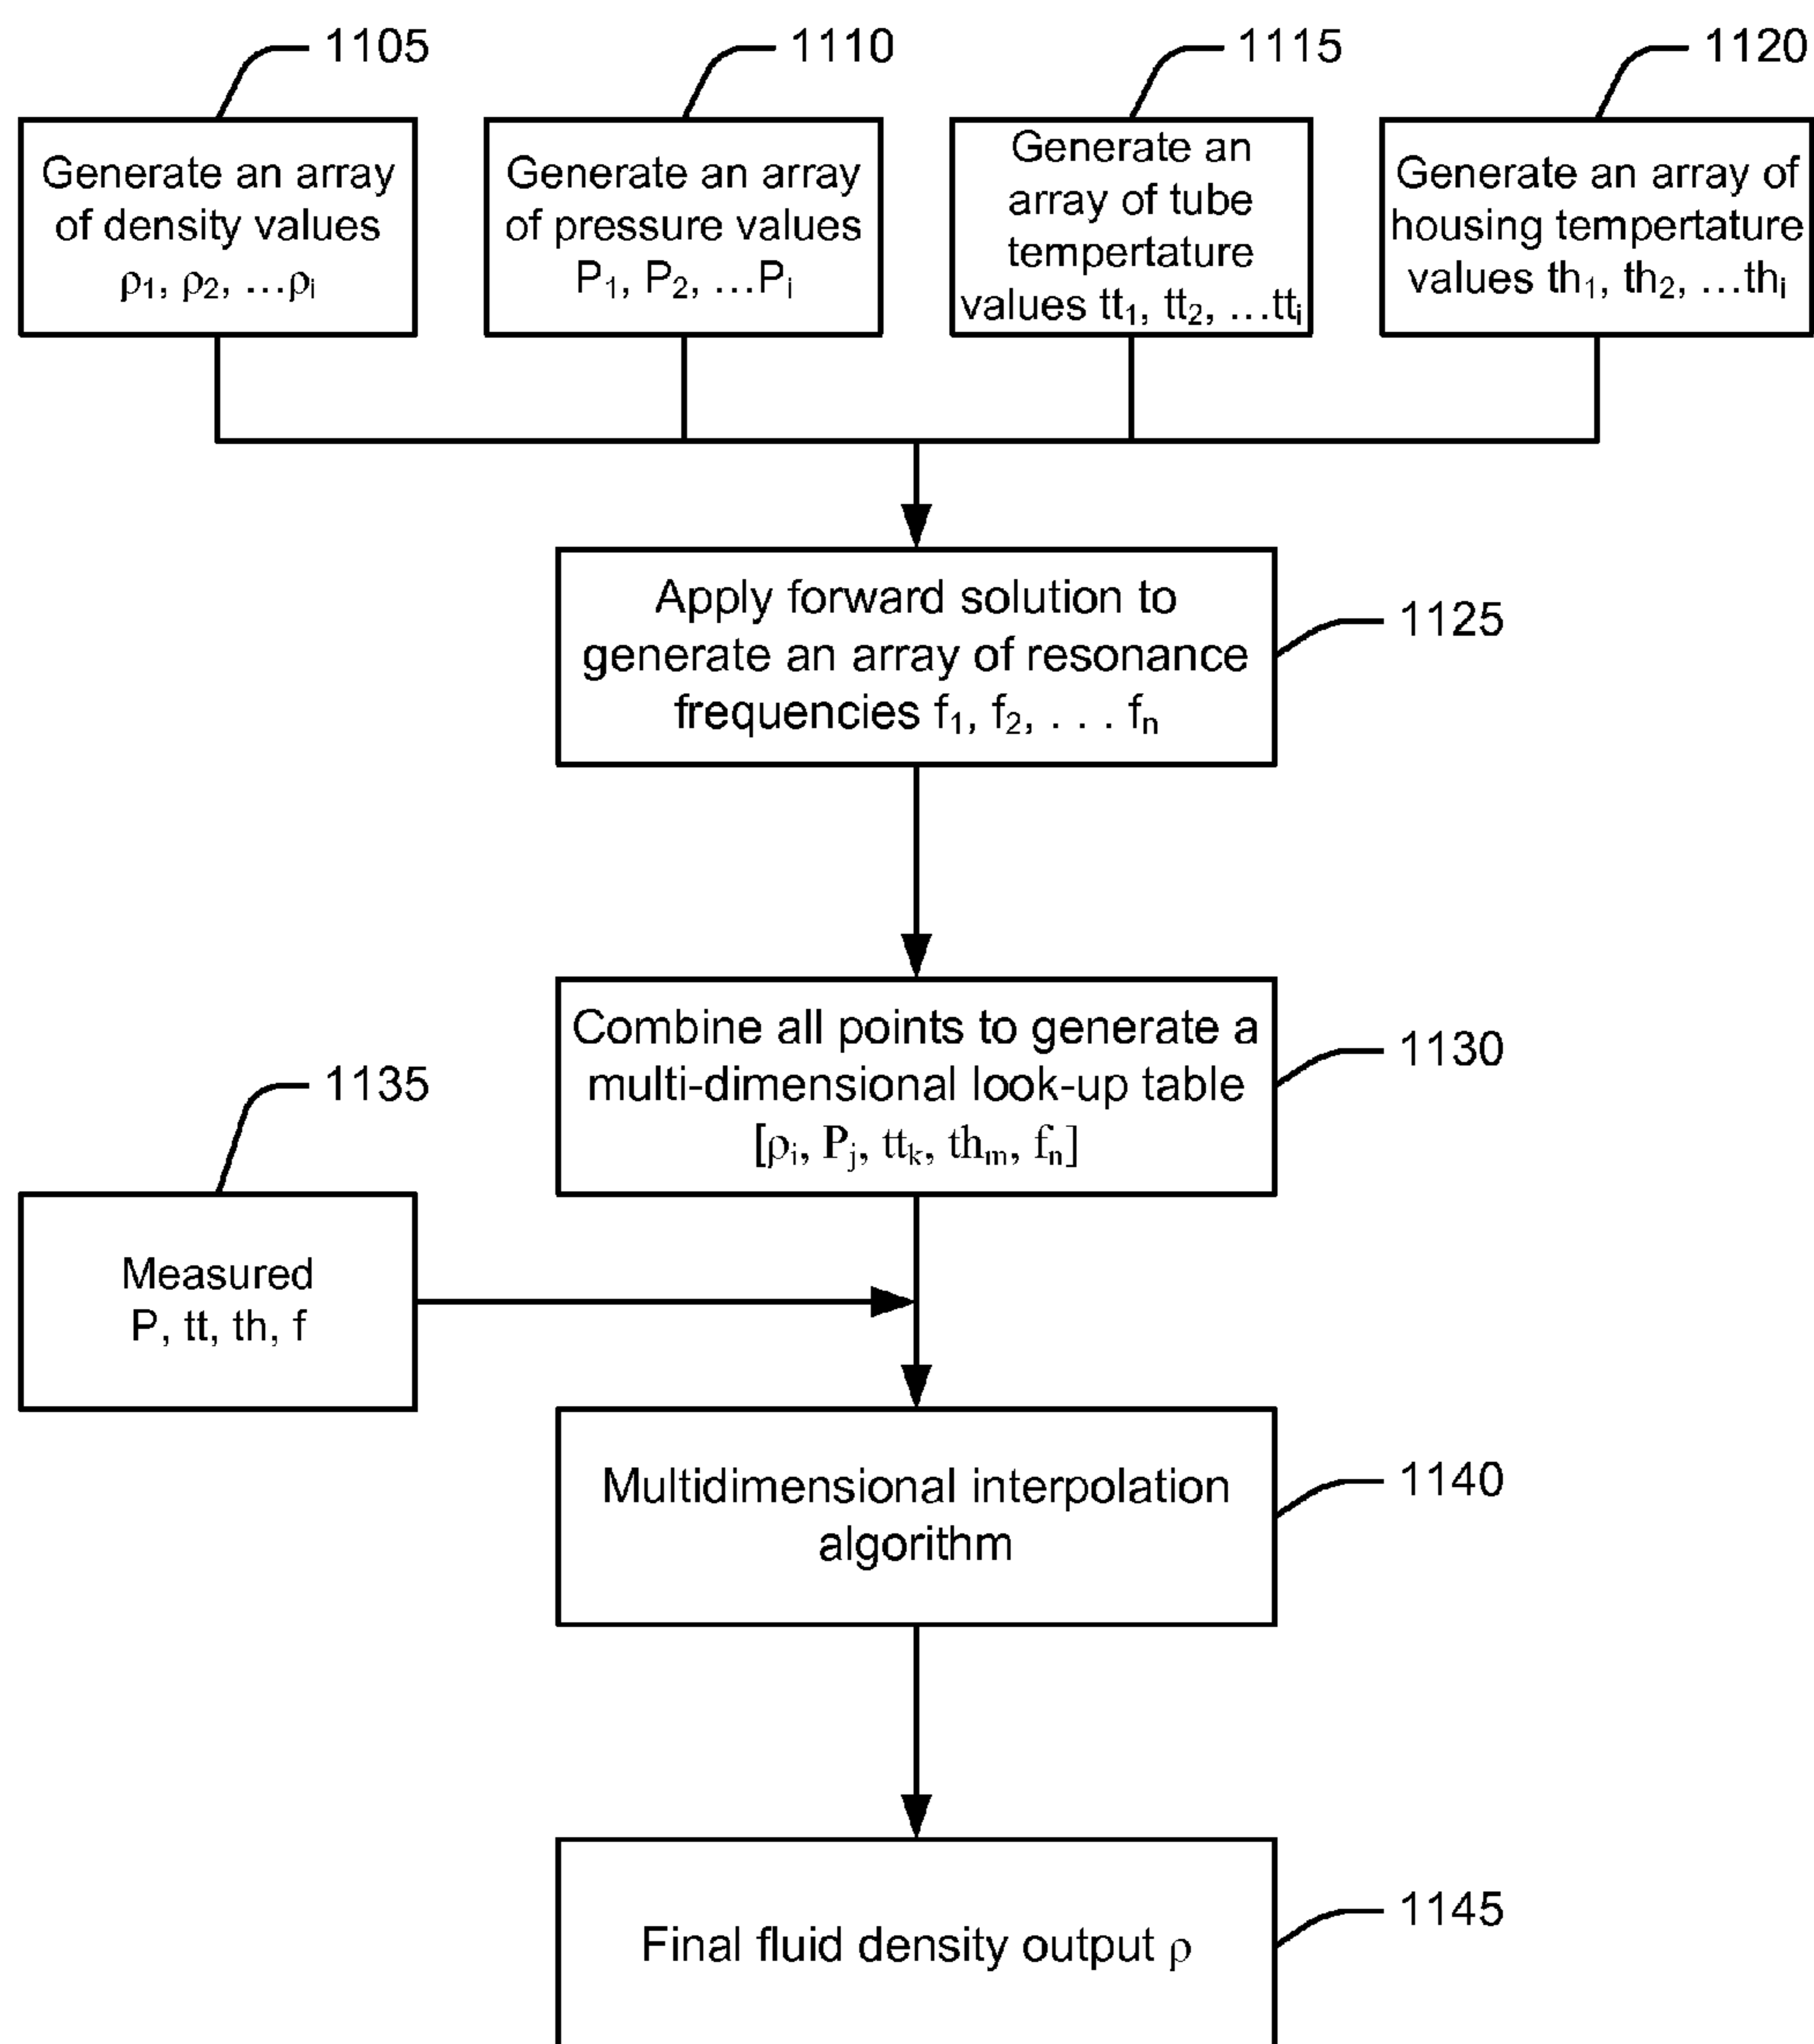 1105
1110
1115
1120
Generate an array
of density values
ρ₁, ρ₂, …ρᵢ
Generate an array
of pressure values
P₁, P₂, …Pᵢ
Generate an
array of tube
tempertature
values tt₁, tt₂, …ttᵢ
Generate an array of
housing tempertature
values th₁, th₂, …thᵢ
Apply forward solution to
generate an array of resonance
frequencies f₁, f₂, . . . fₙ
1125
Combine all points to generate a
multi-dimensional look-up table
[ρᵢ, Pⱼ, ttₖ, thₘ, fₙ]
1130
1135
Measured
P, tt, th, f
Multidimensional interpolation
algorithm
1140
Final fluid density output ρ
1145